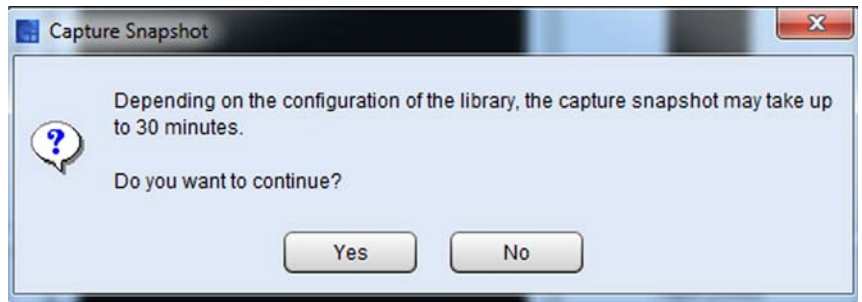 Capture Snapshot
Depending on the configuration of the library, the capture snapshot may take up
to 30 minutes.
Do you want to continue?
Yes
No